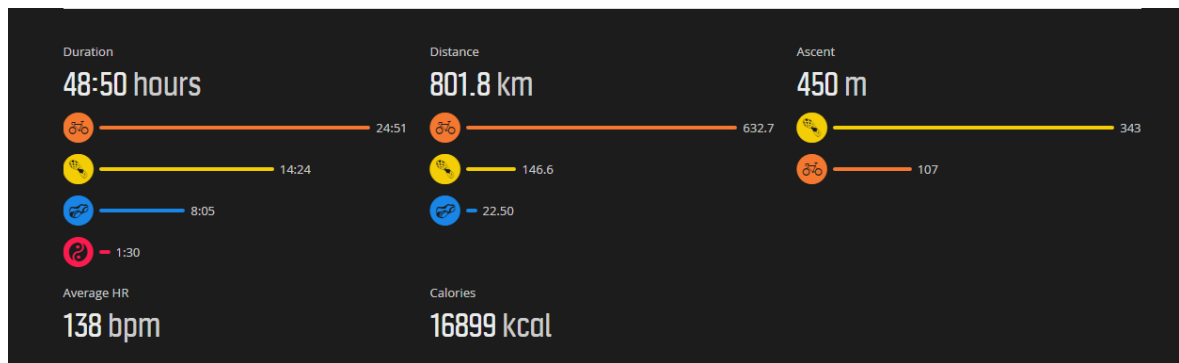 Duration
48:50 hours
24:51
14:24
8:05
1:30
Distance
801.8 km
632.7
146.6
22.50
Ascent
450 m
343
107
Average HR
138 bpm
Calories
16899 kcal